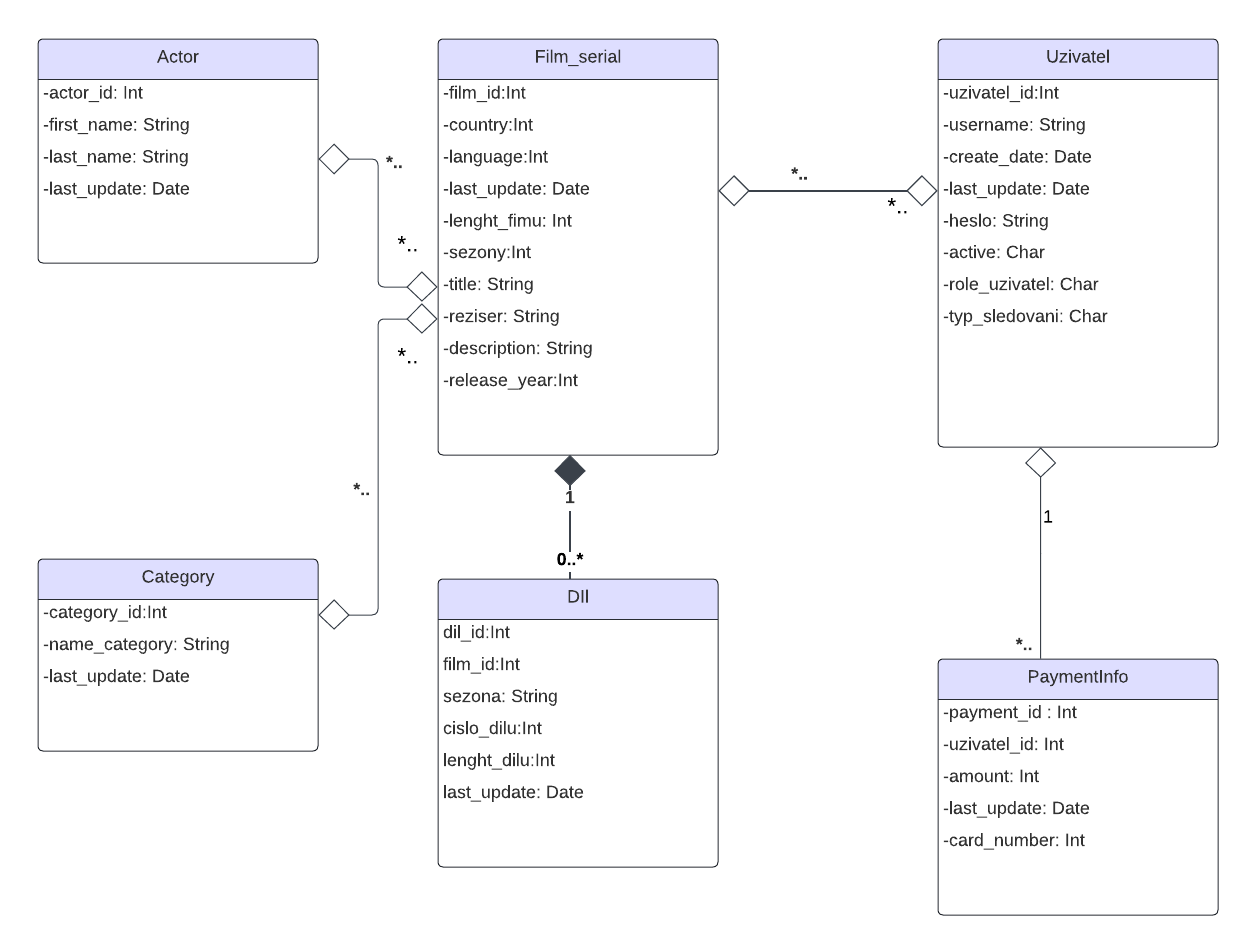 Actor
-actor_id: Int
-first_name: String
-last_name: String
-last_update: Date
*..
*..
Film_serial
-film_id:Int
-country:Int
-language:Int
-last_update: Date
-lenght_fimu: Int
-sezony:Int
-title: String
-reziser: String
-description: String
-release_year:Int
*..
*..
Uzivatel
-uzivatel_id:Int
-username: String
-create_date: Date
-last_update: Date
-heslo: String
-active: Char
-role_uzivatel: Char
-typ_sledovani: Char
*..
*..
Category
-category_id:Int
-name_category: String
-last_update: Date
1
0..*
DIl
dil_id:Int
film_id:Int
sezona: String
cislo_dilu:Int
lenght_dilu:Int
last_update: Date
1
*..
PaymentInfo
-payment_id : Int
-uzivatel_id: Int
-amount: Int
-last_update: Date
-card_number: Int